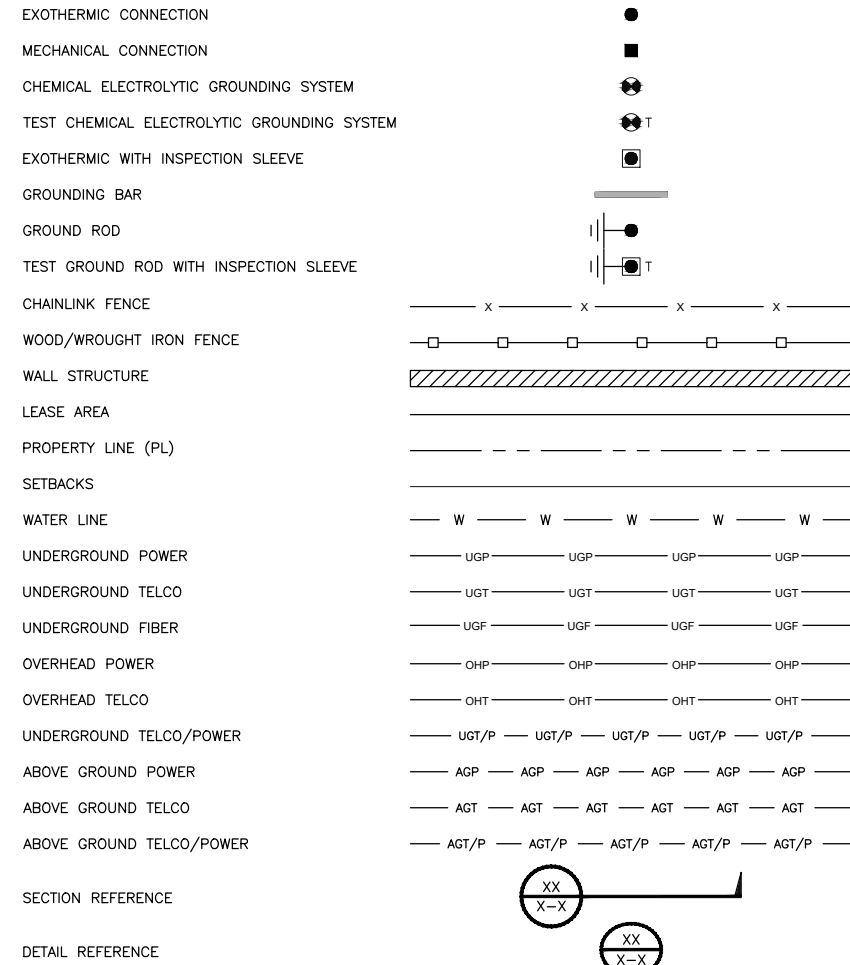 EXOTHERMIC CONNECTION
MECHANICAL CONNECTION
CHEMICAL ELECTROLYTIC GROUNDING SYSTEM
TEST CHEMICAL ELECTROLYTIC GROUNDING SYSTEM T
EXOTHERMIC WITH INSPECTION SLEEVE
GROUNDING BAR
GROUND ROD
TEST GROUND ROD WITH INSPECTION SLEEVE T
CHAINLINK FENCE X X X X
WOOD/WROUGHT IRON FENCE
WALL STRUCTURE
LEASE AREA
PROPERTY LINE (PL)
SETBACKS
WATER LINE W W W W W
UNDERGROUND POWER UGP UGP UGP UGP
UNDERGROUND TELCO UGT UGT UGT UGT
UNDERGROUND FIBER UGF UGF UGF UGF
OVERHEAD POWER OHP OHP OHP OHP
OVERHEAD TELCO OHT OHT OHT OHT
UNDERGROUND TELCO/POWER UGT/P UGT/P UGT/P UGT/P UGT/P
ABOVE GROUND POWER AGP AGP AGP AGP AGP AGP
ABOVE GROUND TELCO AGT AGT AGT AGT AGT AGT
ABOVE GROUND TELCO/POWER AGT/P AGT/P AGT/P AGT/P AGT/P
XX
SECTION REFERENCE X-X
XX
DETAIL REFERENCE X-X